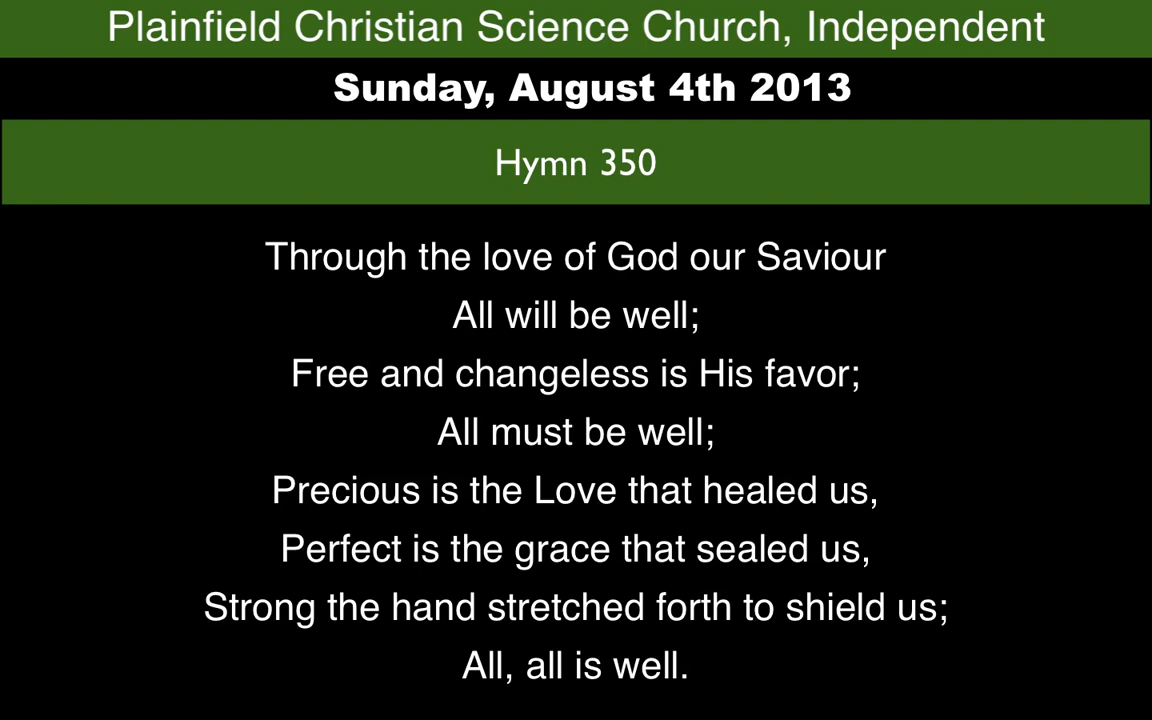 Plainfield Christian Science Church, Independent
Sunday, August 4th 2013
Hymn 350
Through the love of God our Saviour
All will be well;
Free and changeless is His favor;
All must be well;
Precious is the Love that healed us,
Perfect is the grace that sealed us,
Strong the hand stretched forth to shield us;
All, all is well.